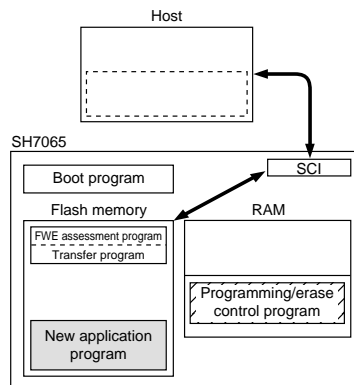 Host
SH7065
SCI
Boot program
Flash memory
RAM
FWE assessment program
Transfer program
Programming/erase
control program
New application
program